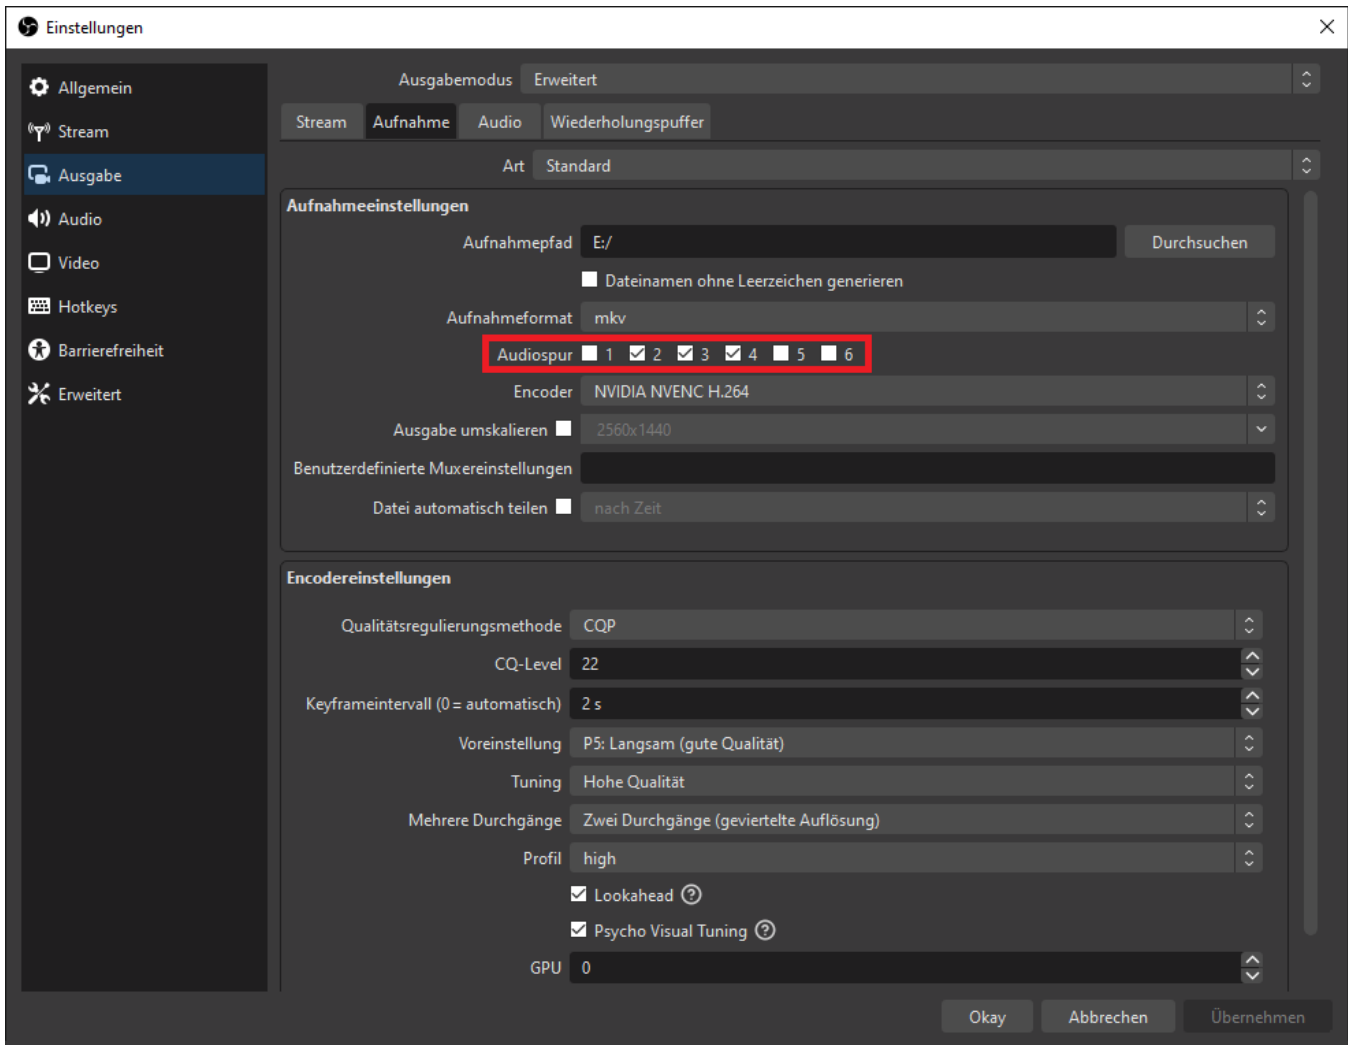 Einstellungen
Allgemein
Stream
Ausgabe
Audio
Video
Hotkeys
Barrierefreiheit
Erweitert
Ausgabemodus Erweitert
Stream Aufnahme Audio Wiederholungspuffer
Art Standard
Aufnahmeeinstellungen
Aufnahmepfad E:/ Durchsuchen
Dateinamen ohne Leerzeichen generieren
Aufnahmeformat mkv
Audiospur 1 2 3 4 5 6
Encoder NVIDIA NVENC H.264
Ausgabe umskalieren 2560x1440
Benutzerdefinierte Muxereinstellungen
Datei automatisch teilen nach Zeit
Encodereinstellungen
Qualitätsregulierungsmethode CQP
CQ-Level 22
Keyframeintervall (0 = automatisch) 2 s
Voreinstellung P5: Langsam (gute Qualität)
Tuning Hohe Qualität
Mehrere Durchgänge Zwei Durchgänge (geviertelte Auflösung)
Profil high
Lookahead ?
Psycho Visual Tuning ?
GPU 0
Okay Abbrechen Übernehmen